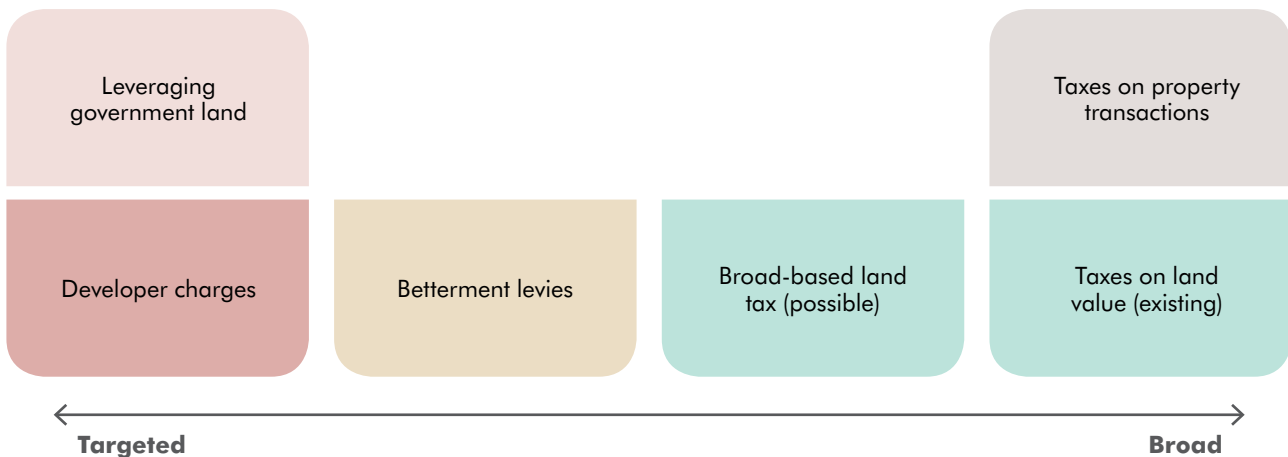 Leveraging
government land
Taxes on property
transactions
Developer charges
Betterment levies
Broad-based land
tax (possible)
Taxes on land
value (existing)
Targeted
Broad